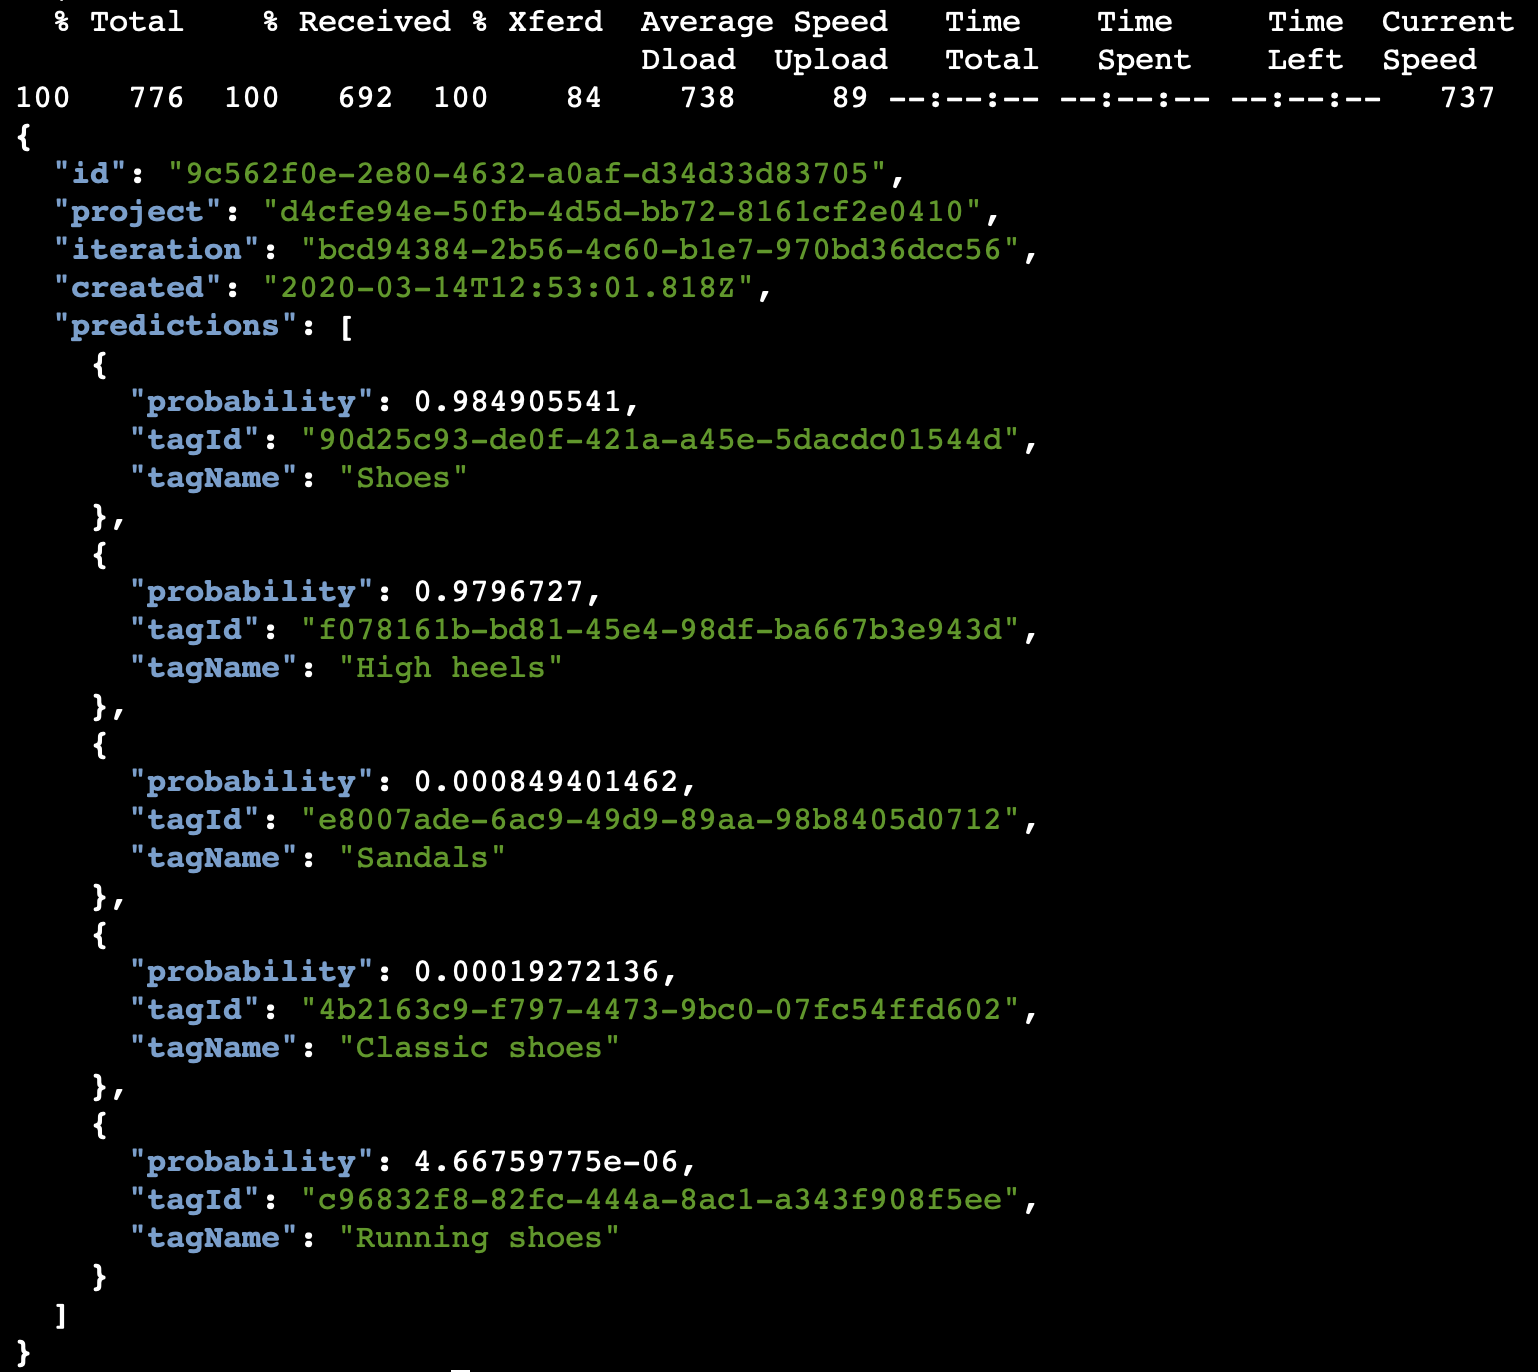 % Total % Received % Xferd Average Speed Time Time Time Current
Dload Upload Total Spent Left Speed
100 776 100 692 100 84 738 89 --:--:-- --:--:-- --:--:-- 737
{
"id": "9c562f0e-2e80-4632-a0af-d34d33d83705",
"project": "d4cfe94e-50fb-4d5d-bb72-8161cf2e0410",
"iteration": "bcd94384-2b56-4c60-b1e7-970bd36dcc56",
"created": "2020-03-14T12:53:01.818Z",
"predictions": [
{
"probability": 0.984905541,
"tagId": "90d25c93-de0f-421a-a45e-5dacdc01544d",
"tagName": "Shoes"
},
{
"probability": 0.9796727,
"tagId": "f078161b-bd81-45e4-98df-ba667b3e943d",
"tagName": "High heels"
},
{
"probability": 0.000849401462,
"tagId": "e8007ade-6ac9-49d9-89aa-98b8405d0712",
"tagName": "Sandals"
},
{
"probability": 0.00019272136,
"tagId": "4b2163c9-f797-4473-9bc0-07fc54ffd602",
"tagName": "Classic shoes"
},
{
"probability": 4.66759775e-06,
"tagId": "c96832f8-82fc-444a-8ac1-a343f908f5ee",
"tagName": "Running shoes"
}
]
}